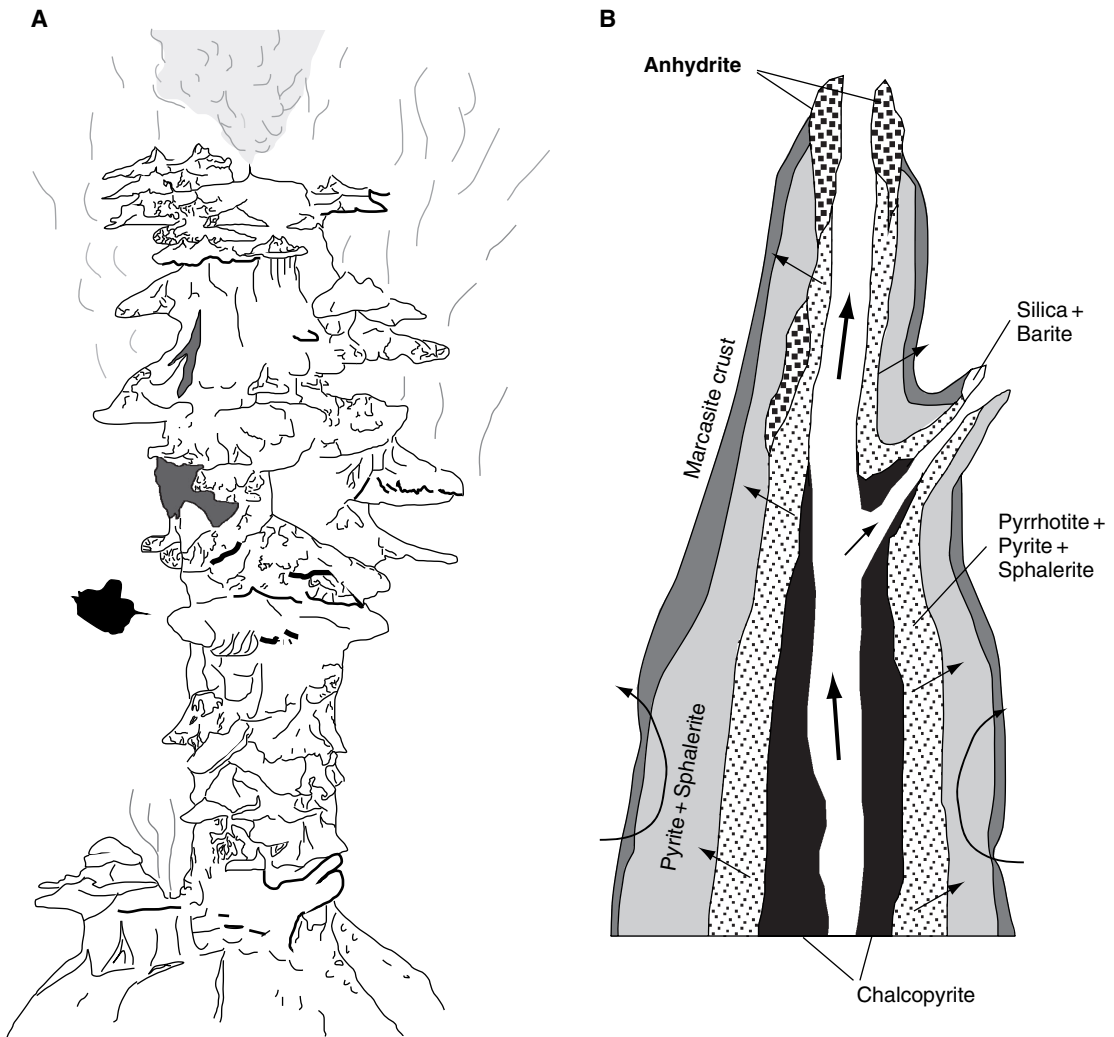 A
B
Anhydrite
Silica +
Barite
Marcasite crust
Pyrrhotite +
Pyrite +
Sphalerite
Pyrite + Sphalerite
Chalcopyrite